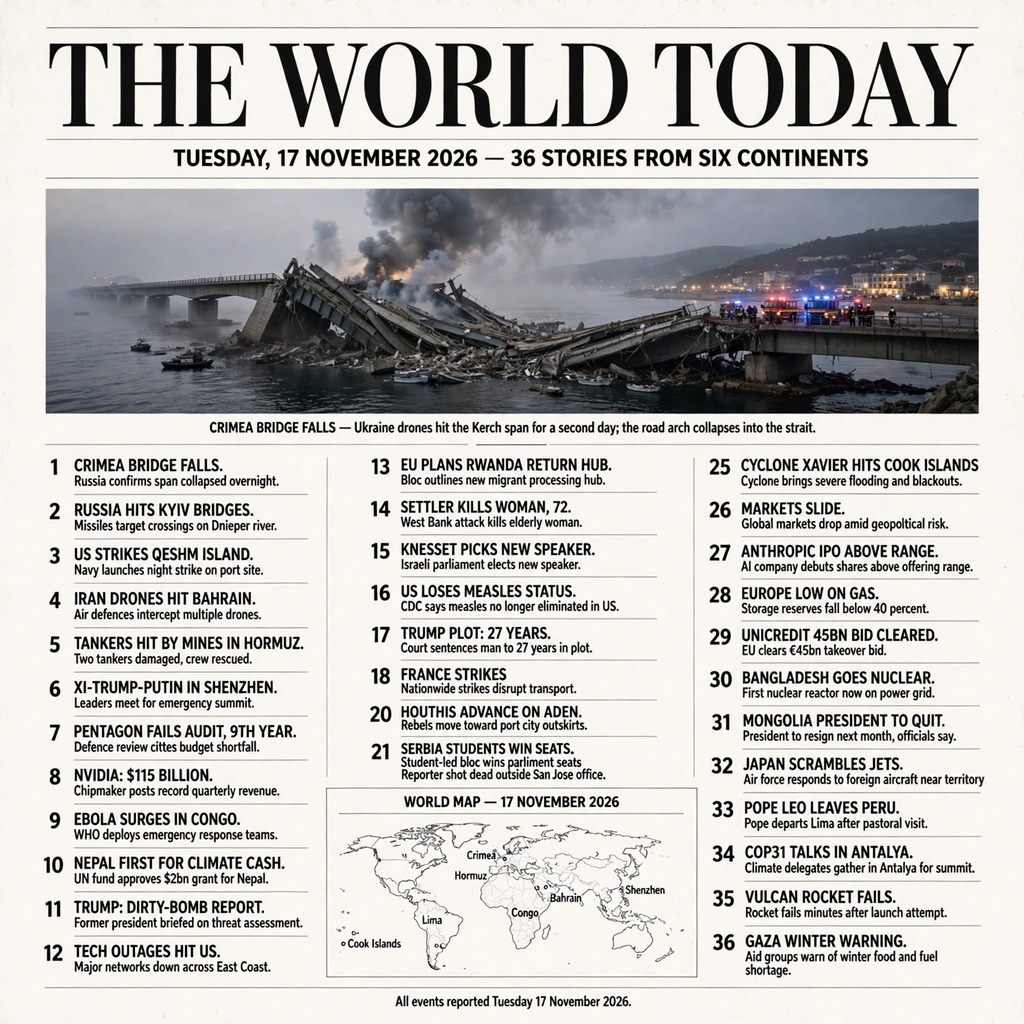 THE WORLD TODAY
TUESDAY, 17 NOVEMBER 2026 — 36 STORIES FROM SIX CONTINENTS
CRIMEA BRIDGE FALLS — Ukraine drones hit the Kerch span for a second day; the road arch collapses into the strait.
1 CRIMEA BRIDGE FALLS.
Russia confirms span collapsed overnight.
2 RUSSIA HITS KYIV BRIDGES.
Missiles target crossings on Dnieper river.
3 US STRIKES QESHM ISLAND.
Navy launches night strike on port site.
4 IRAN DRONES HIT BAHRAIN.
Air defences intercept multiple drones.
5 TANKERS HIT BY MINES IN HORMUZ.
Two tankers damaged, crew rescued.
6 XI-TRUMP-PUTIN IN SHENZHEN.
Leaders meet for emergency summit.
7 PENTAGON FAILS AUDIT, 9TH YEAR.
Defence review cittes budget shortfall.
8 NVIDIA: $115 BILLION.
Chipmaker posts record quarterly revenue.
9 EBOLA SURGES IN CONGO.
WHO deploys emergency response teams.
10 NEPAL FIRST FOR CLIMATE CASH.
UN fund approves $2bn grant for Nepal.
11 TRUMP: DIRTY-BOMB REPORT.
Former president briefed on threat assessment.
12 TECH OUTAGES HIT US.
Major networks down across East Coast.
13 EU PLANS RWANDA RETURN HUB.
Bloc outlines new migrant processing hub.
14 SETTLER KILLS WOMAN, 72.
West Bank attack kills elderly woman.
15 KNESSET PICKS NEW SPEAKER.
Israeli parliament elects new speaker.
16 US LOSES MEASLES STATUS.
CDC says measles no longer eliminated in US.
17 TRUMP PLOT: 27 YEARS.
Court sentences man to 27 years in plot.
18 FRANCE STRIKES
Nationwide strikes disrupt transport.
20 HOUTHIS ADVANCE ON ADEN.
Rebels move toward port city outskirts.
21 SERBIA STUDENTS WIN SEATS.
Student-led bloc wins parliment seats
Reporter shot dead outside San Jose office.
WORLD MAP — 17 NOVEMBER 2026
Crimea
Hormuz
Bahrain
Shenzhen
Congo
Lima
Cook Islands
25 CYCLONE XAVIER HITS COOK ISLANDS
Cyclone brings severe flooding and blackouts.
26 MARKETS SLIDE.
Global markets drop amid geopoltical risk.
27 ANTHROPIC IPO ABOVE RANGE.
AI company debuts shares above offering range.
28 EUROPE LOW ON GAS.
Storage reserves fall below 40 percent.
29 UNICREDIT 45BN BID CLEARED.
EU clears €45bn takeover bid.
30 BANGLADESH GOES NUCLEAR.
First nuclear reactor now on power grid.
31 MONGOLIA PRESIDENT TO QUIT.
President to resign next month, officials say.
32 JAPAN SCRAMBLES JETS.
Air force responds to foreign aircraft near territory
33 POPE LEO LEAVES PERU.
Pope departs Lima after pastoral visit.
34 COP31 TALKS IN ANTALYA.
Climate delegates gather in Antalya for summit.
35 VULCAN ROCKET FAILS.
Rocket fails minutes after launch attempt.
36 GAZA WINTER WARNING.
Aid groups warn of winter food and fuel
shortage.
All events reported Tuesday 17 November 2026.